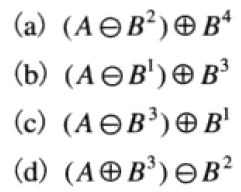 (a) (A ⊖ B²) ⊕ B⁴
(b) (A ⊖ B¹) ⊕ B³
(c) (A ⊖ B³) ⊕ B¹
(d) (A ⊕ B³) ⊖ B²